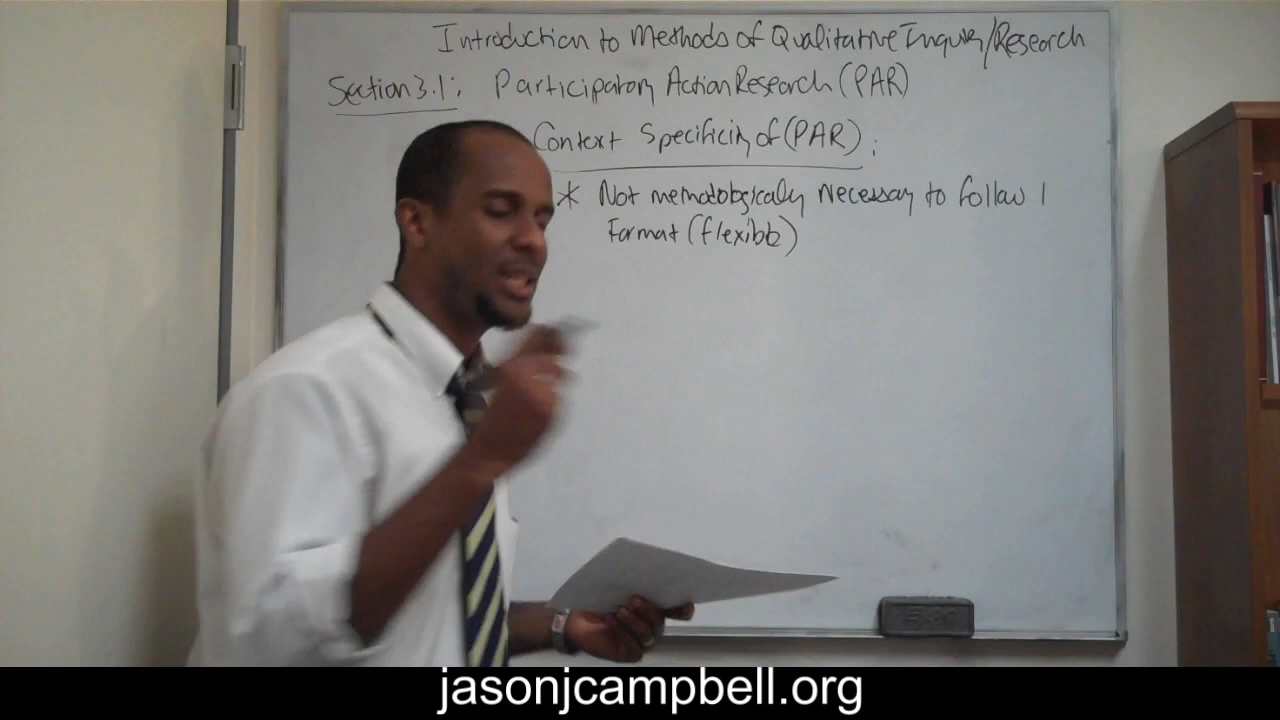 Introduction to Methods of Qualitative Inquiry/Research
Section 3.1: Participatory Action Research (PAR)
Context Specificity of (PAR):
* Not methodologically necessary to follow 1
Format (flexible)
EXPO
jasonjcampbell.org